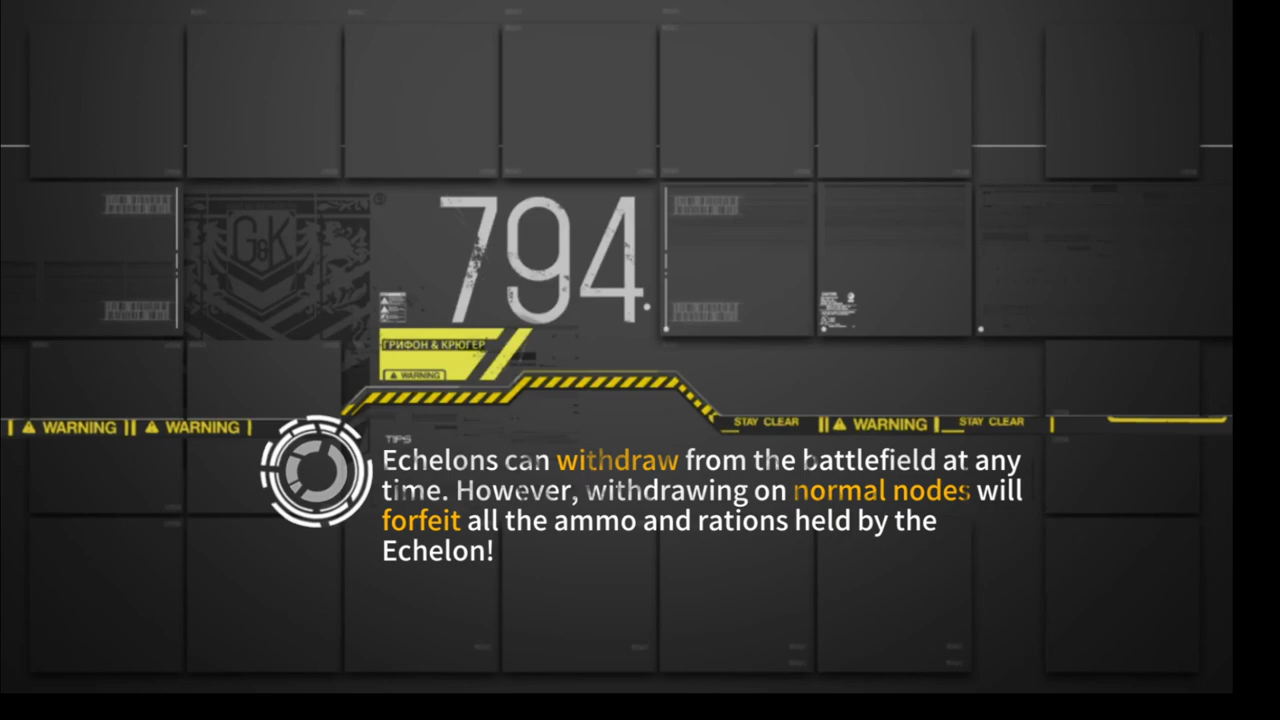 G&K
794.
ГРИФОН & КРЮГЕР
WARNING
WARNING
WARNING
STAY CLEAR
WARNING
STAY CLEAR
TIPS
Echelons can withdraw from the battlefield at any
time. However, withdrawing on normal nodes will
forfeit all the ammo and rations held by the
Echelon!